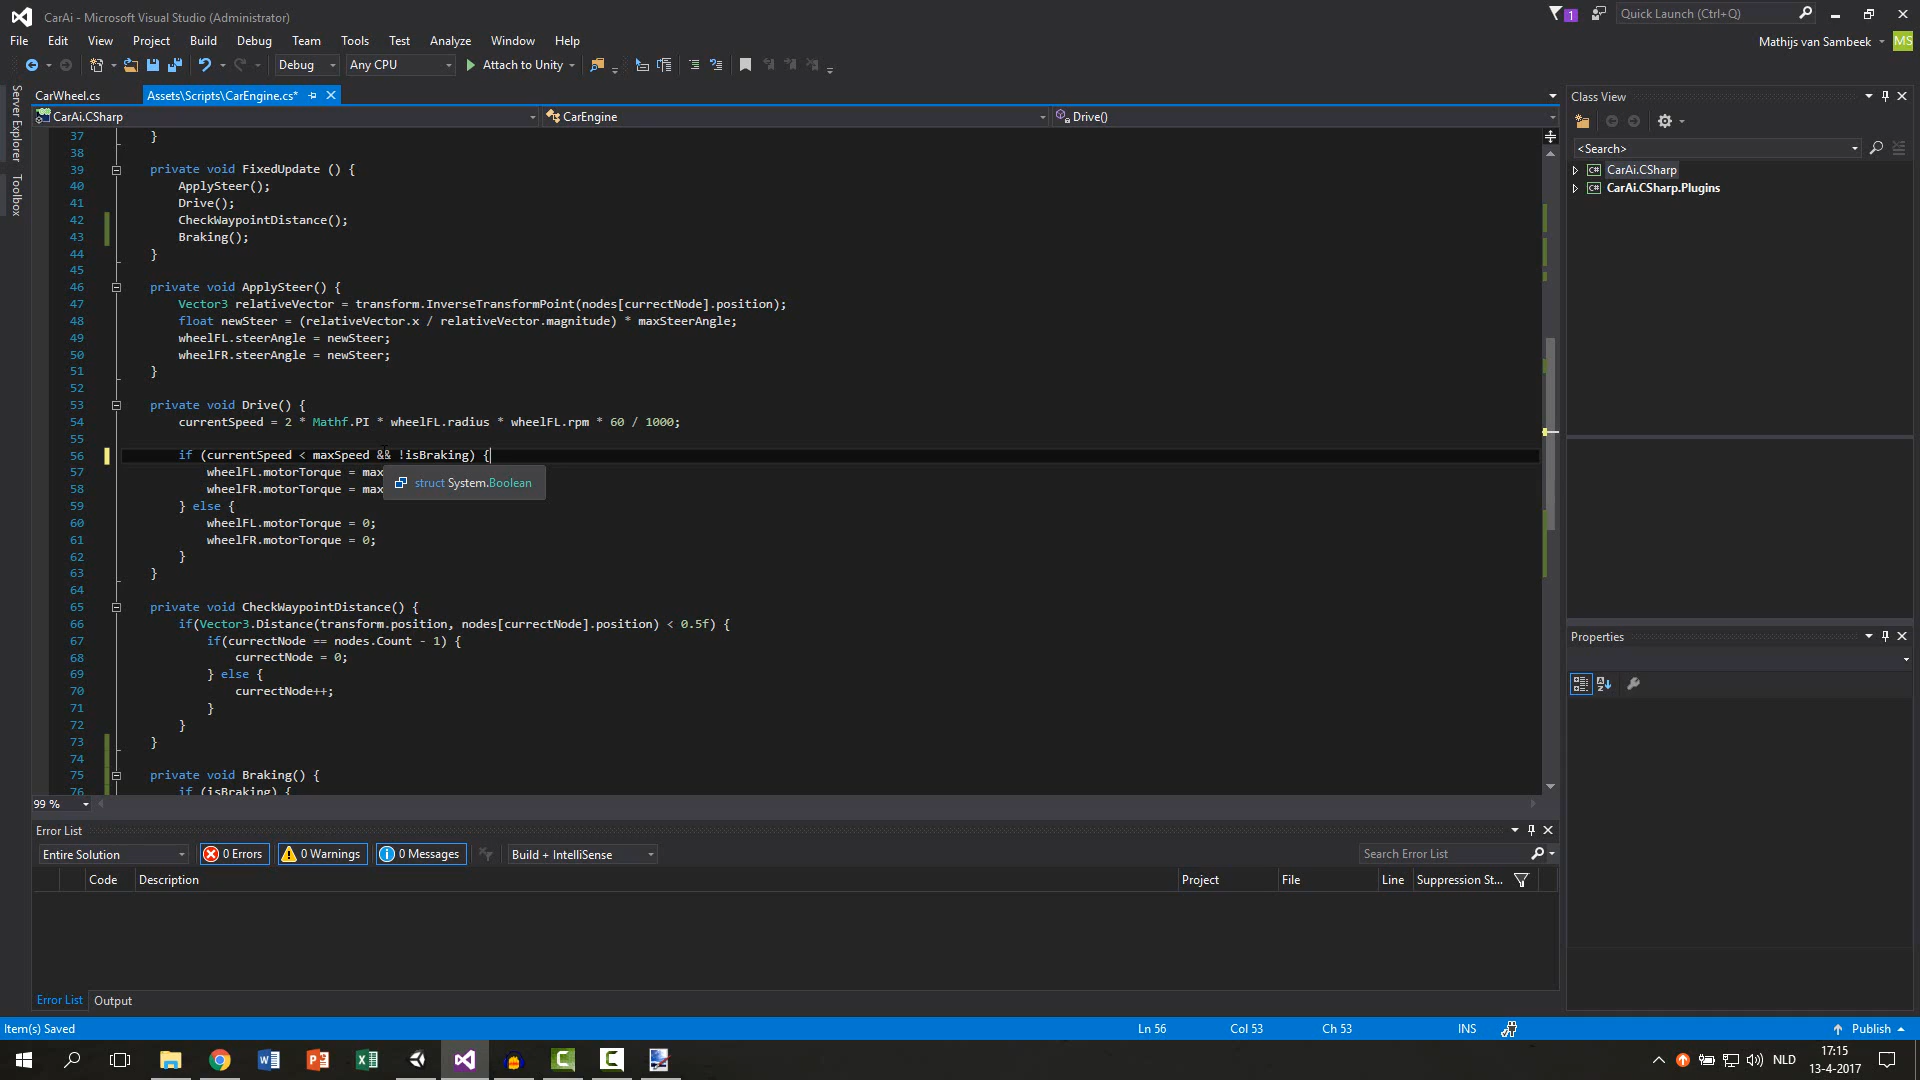 CarAi - Microsoft Visual Studio (Administrator)
1
Quick Launch (Ctrl+Q)
File Edit View Project Build Debug Team Tools Test Analyze Window Help
Mathijs van Sambeek MS
Debug Any CPU Attach to Unity
Server Explorer
Toolbox
CarWheel.cs Assets\Scripts\CarEngine.cs*
CarAi.CSharp CarEngine Drive()
37 }
38
39 private void FixedUpdate () {
40 ApplySteer();
41 Drive();
42 CheckWaypointDistance();
43 Braking();
44 }
45
46 private void ApplySteer() {
47 Vector3 relativeVector = transform.InverseTransformPoint(nodes[currectNode].position);
48 float newSteer = (relativeVector.x / relativeVector.magnitude) * maxSteerAngle;
49 wheelFL.steerAngle = newSteer;
50 wheelFR.steerAngle = newSteer;
51 }
52
53 private void Drive() {
54 currentSpeed = 2 * Mathf.PI * wheelFL.radius * wheelFL.rpm * 60 / 1000;
55
56 if (currentSpeed < maxSpeed && !isBraking) {
57 wheelFL.motorTorque = max
58 wheelFR.motorTorque = max
struct System.Boolean
59 } else {
60 wheelFL.motorTorque = 0;
61 wheelFR.motorTorque = 0;
62 }
63 }
64
65 private void CheckWaypointDistance() {
66 if(Vector3.Distance(transform.position, nodes[currectNode].position) < 0.5f) {
67 if(currectNode == nodes.Count - 1) {
68 currectNode = 0;
69 } else {
70 currectNode++;
71 }
72 }
73 }
74
75 private void Braking() {
76 if (isBraking) {
99 %
Class View
<Search>
CarAi.CSharp
CarAi.CSharp.Plugins
Properties
Error List
Entire Solution 0 Errors 0 Warnings 0 Messages Build + IntelliSense Search Error List
Code Description Project File Line Suppression St...
Error List Output
Item(s) Saved Ln 56 Col 53 Ch 53 INS Publish
NLD
17:15
13-4-2017